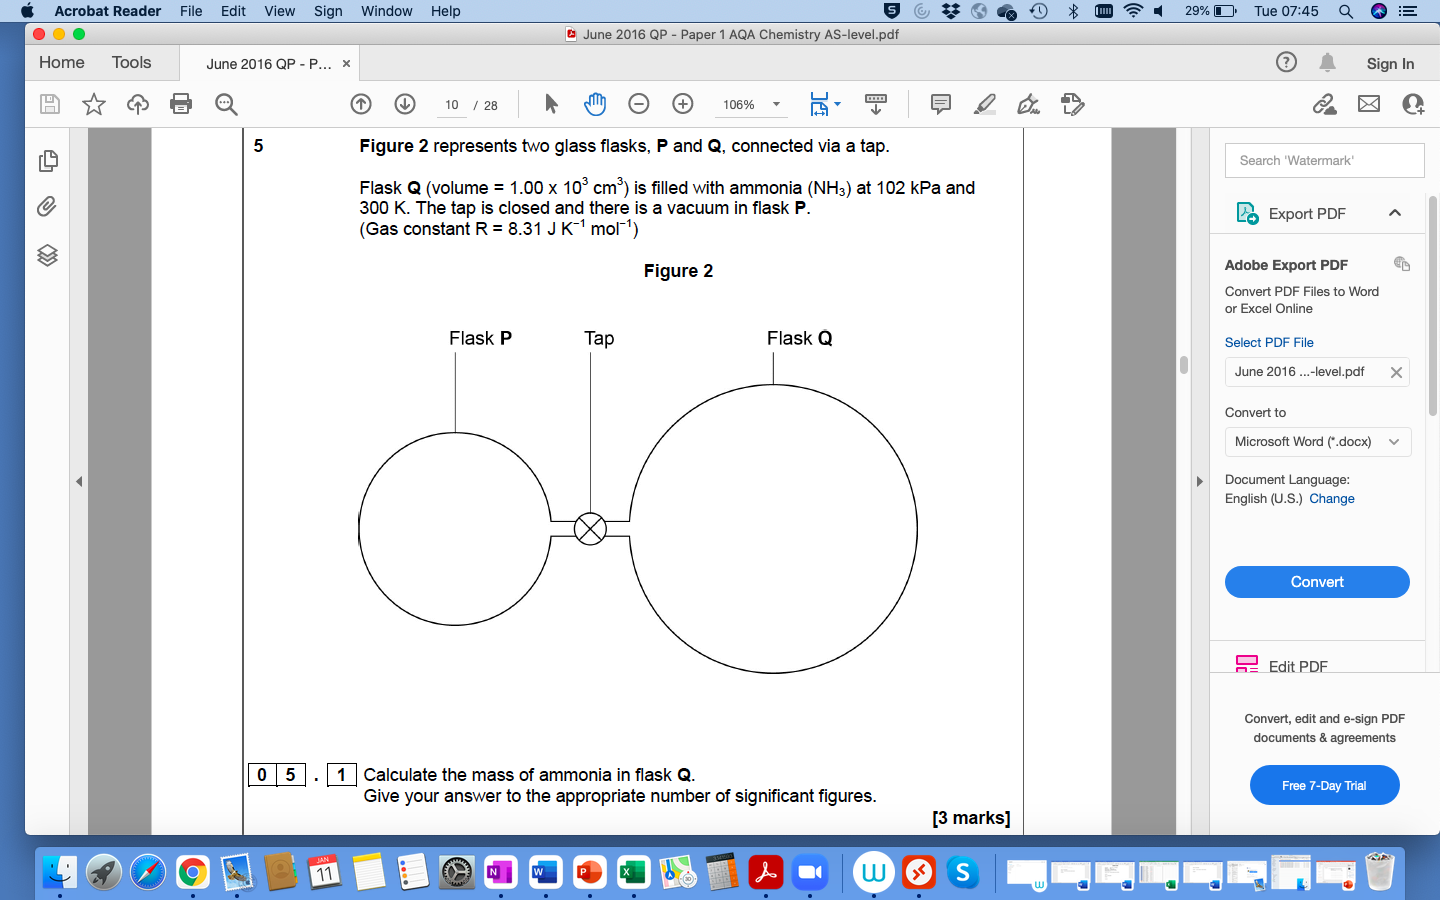 Acrobat Reader File Edit View Sign Window Help 29% Tue 07:45
June 2016 QP - Paper 1 AQA Chemistry AS-level.pdf
Home Tools June 2016 QP - P... × Sign In
10 / 28 106%
5 Figure 2 represents two glass flasks, P and Q, connected via a tap.
Flask Q (volume = 1.00 x 10³ cm³) is filled with ammonia (NH₃) at 102 kPa and
300 K. The tap is closed and there is a vacuum in flask P.
(Gas constant R = 8.31 J K⁻¹ mol⁻¹)
Figure 2
Flask P Tap Flask Q
0 5 . 1 Calculate the mass of ammonia in flask Q.
Give your answer to the appropriate number of significant figures.
[3 marks]
Search 'Watermark'
Export PDF
Adobe Export PDF
Convert PDF Files to Word
or Excel Online
Select PDF File
June 2016 ...-level.pdf
Convert to
Microsoft Word (*.docx)
Document Language:
English (U.S.) Change
Convert
Edit PDF
Convert, edit and e-sign PDF
documents & agreements
Free 7-Day Trial
JAN
11
N W P X W S